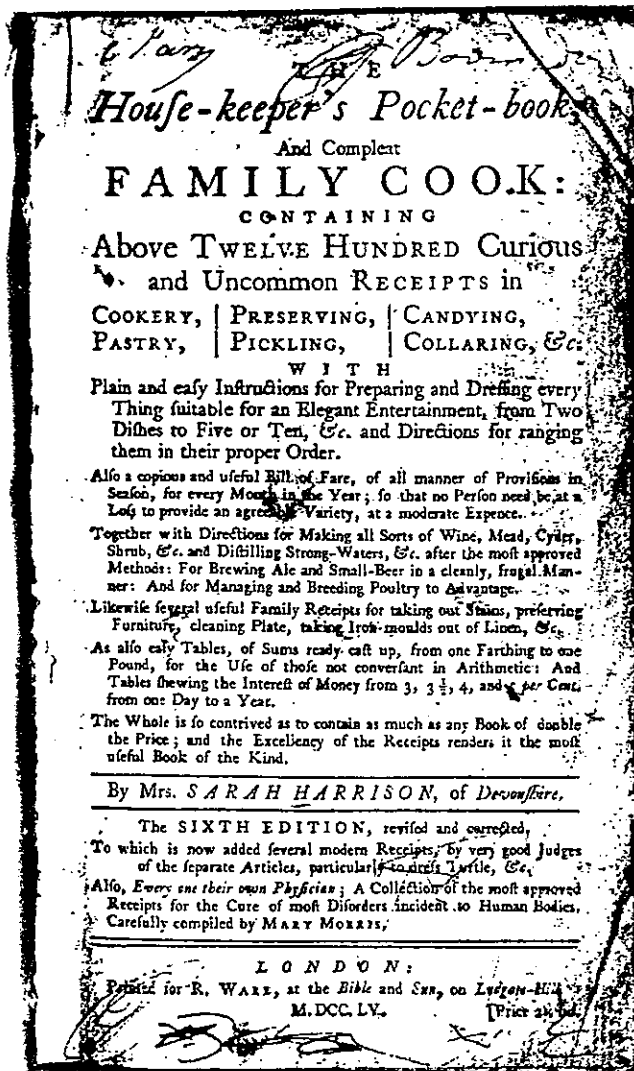 Mary
THE
Houſe-keeper's Pocket-book,
And Compleat
FAMILY COOK:
CONTAINING
Above TWELVE HUNDRED Curious
and Uncommon RECEIPTS in
COOKERY, | PRESERVING, | CANDYING,
PASTRY, | PICKLING, | COLLARING, &c.
WITH
Plain and eaſy Inſtructions for Preparing and Dreſſing every
Thing ſuitable for an Elegant Entertainment, from Two
Diſhes to Five or Ten, &c. and Directions for ranging
them in their proper Order.
Alſo a copious and uſeful Bill of Fare, of all manner of Proviſions in
Seaſon, for every Month in the Year; ſo that no Perſon need be at a
Loſs to provide an agreeable Variety, at a moderate Expence.
Together with Directions for Making all Sorts of Wine, Mead, Cyder,
Shrub, &c. and Diſtilling Strong-Waters, &c. after the moſt approved
Methods: For Brewing Ale and Small-Beer in a cleanly, frugal Man-
ner: And for Managing and Breeding Poultry to Advantage.
Likewiſe ſeveral uſeful Family Receipts for taking out Stains, preſerving
Furniture, cleaning Plate, taking Iron-moulds out of Linen, &c.
As alſo eaſy Tables, of Sums ready caſt up, from one Farthing to one
Pound, for the Uſe of thoſe not converſant in Arithmetic: And
Tables ſhewing the Intereſt of Money from 3, 3 ½, 4, and per Cent.
from one Day to a Year.
The Whole is ſo contrived as to contain as much as any Book of double
the Price; and the Excellency of the Receipts renders it the moſt
uſeful Book of the Kind.
By Mrs. SARAH HARRISON, of Devonſhire.
The SIXTH EDITION, reviſed and corrected,
To which is now added ſeveral modern Receipts, by very good Judges
of the ſeparate Articles, particularly to dreſs Turtle, &c.
Alſo, Every one their own Phyſician; A Collection of the moſt approved
Receipts for the Cure of moſt Diſorders incident to Human Bodies.
Carefully compiled by MARY MORRIS.
LONDON:
Printed for R. WARE, at the Bible and Sun, on Ludgate-Hill,
M.DCC.LV. [Price